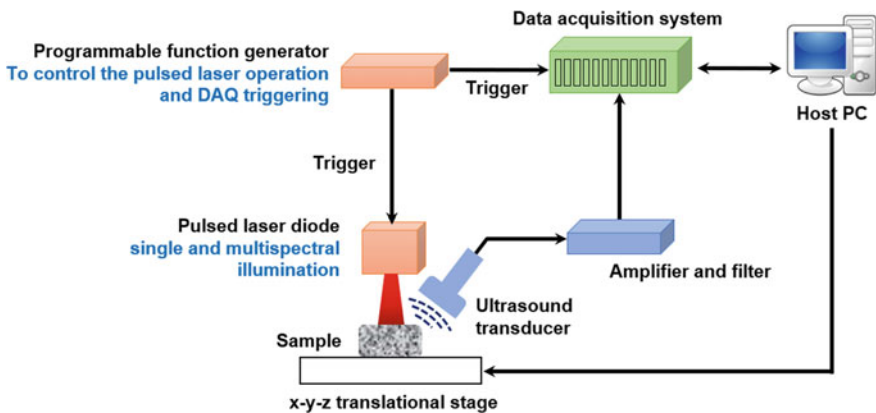 Data acquisition system
Programmable function generator
To control the pulsed laser operation
and DAQ triggering
Trigger
Host PC
Trigger
Pulsed laser diode
single and multispectral
illumination
Amplifier and filter
Ultrasound
transducer
Sample
x-y-z translational stage